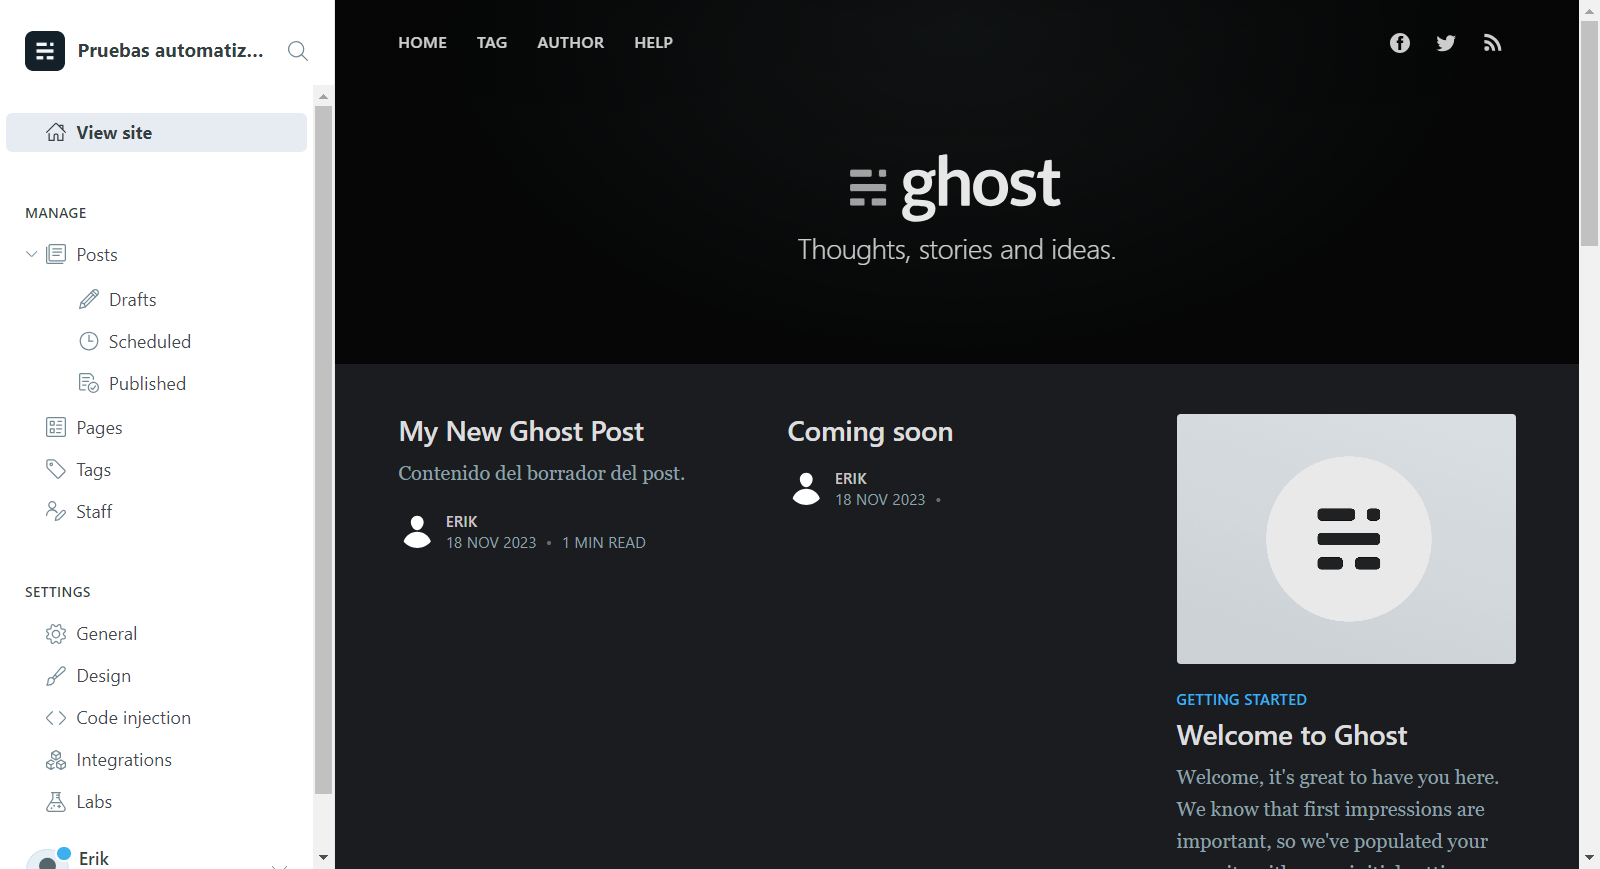 Pruebas automatiz...
View site
MANAGE
Posts
Drafts
Scheduled
Published
Pages
Tags
Staff
SETTINGS
General
Design
Code injection
Integrations
Labs
Erik
HOME TAG AUTHOR HELP
ghost
Thoughts, stories and ideas.
My New Ghost Post
Contenido del borrador del post.
ERIK
18 NOV 2023 • 1 MIN READ
Coming soon
ERIK
18 NOV 2023 •
GETTING STARTED
Welcome to Ghost
Welcome, it's great to have you here.
We know that first impressions are
important, so we've populated your